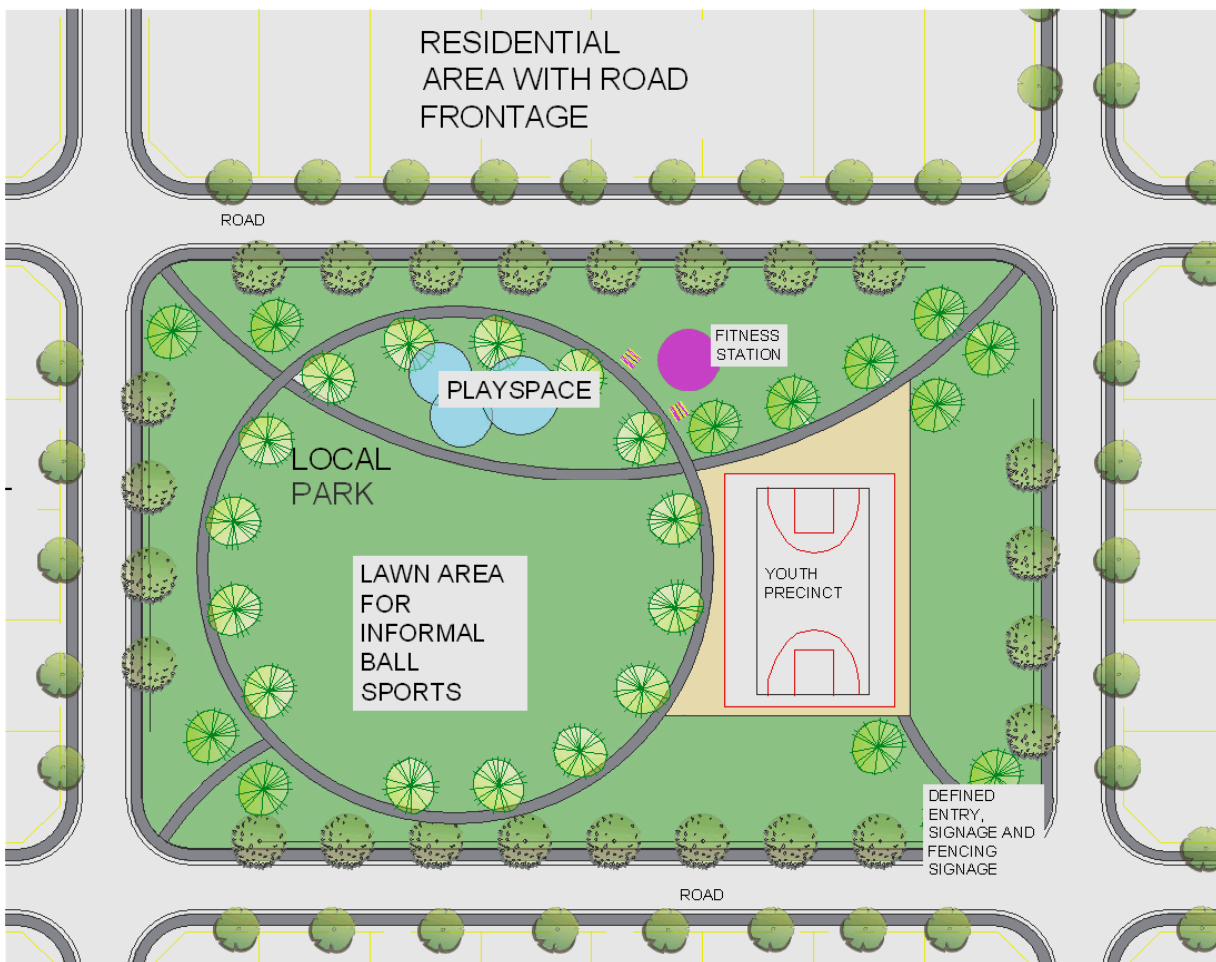 RESIDENTIAL
AREA WITH ROAD
FRONTAGE
ROAD
FITNESS
STATION
PLAYSPACE
LOCAL
PARK
LAWN AREA
FOR
INFORMAL
BALL
SPORTS
YOUTH
PRECINCT
DEFINED
ENTRY,
SIGNAGE AND
FENCING
SIGNAGE
ROAD